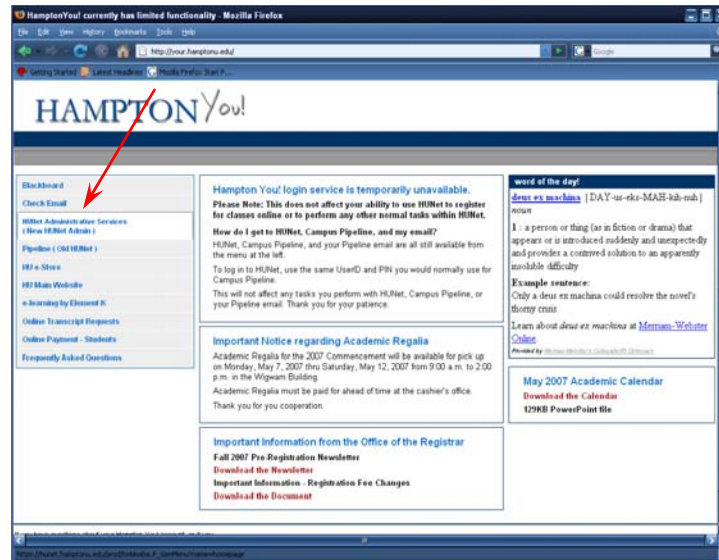 HamptonYou! currently has limited functionality - Mozilla Firefox
File Edit View History Bookmarks Tools Help
http://your.hamptonu.edu/
Google
Getting Started Latest Headlines Mozilla Firefox Start P...
HAMPTON You!
Blackboard
Check Email
HUNet Administrative Services
( New HUNet Admin )
Pipeline ( Old HUNet )
HU e-Store
HU Main Website
e-learning by Element K
Online Transcript Requests
Online Payment - Students
Frequently Asked Questions
Hampton You! login service is temporarily unavailable.
Please Note: This does not affect your ability to use HUNet to register
for classes online or to perform any other normal tasks within HUNet.
How do I get to HUNet, Campus Pipeline, and my email?
HUNet, Campus Pipeline, and your Pipeline email are all still available from
the menu at the left.
To log in to HUNet, use the same UserID and PIN you would normally use for
Campus Pipeline.
This will not affect any tasks you perform with HUNet, Campus Pipeline, or
your Pipeline email. Thank you for your patience.
Important Notice regarding Academic Regalia
Academic Regalia for the 2007 Commencement will be available for pick up
on Monday, May 7, 2007 thru Saturday, May 12, 2007 from 9:00 a.m. to 2:00
p.m. in the Wigwam Building.
Academic Regalia must be paid for ahead of time at the cashier's office.
Thank you for you cooperation.
Important Information from the Office of the Registrar
Fall 2007 Pre-Registration Newsletter
Download the Newsletter
Important Information - Registration Fee Changes
Download the Document
word of the day!
deus ex machina | DAY-us-eks-MAH-kih-nuh |
noun
1 : a person or thing (as in fiction or drama) that
appears or is introduced suddenly and unexpectedly
and provides a contrived solution to an apparently
insoluble difficulty
Example sentence:
Only a deus ex machina could resolve the novel's
thorny crisis.
Learn about deus ex machina at Merriam-Webster
Online.
Provided by Merriam-Webster's Collegiate® Dictionary
May 2007 Academic Calendar
Download the Calendar
129KB PowerPoint file